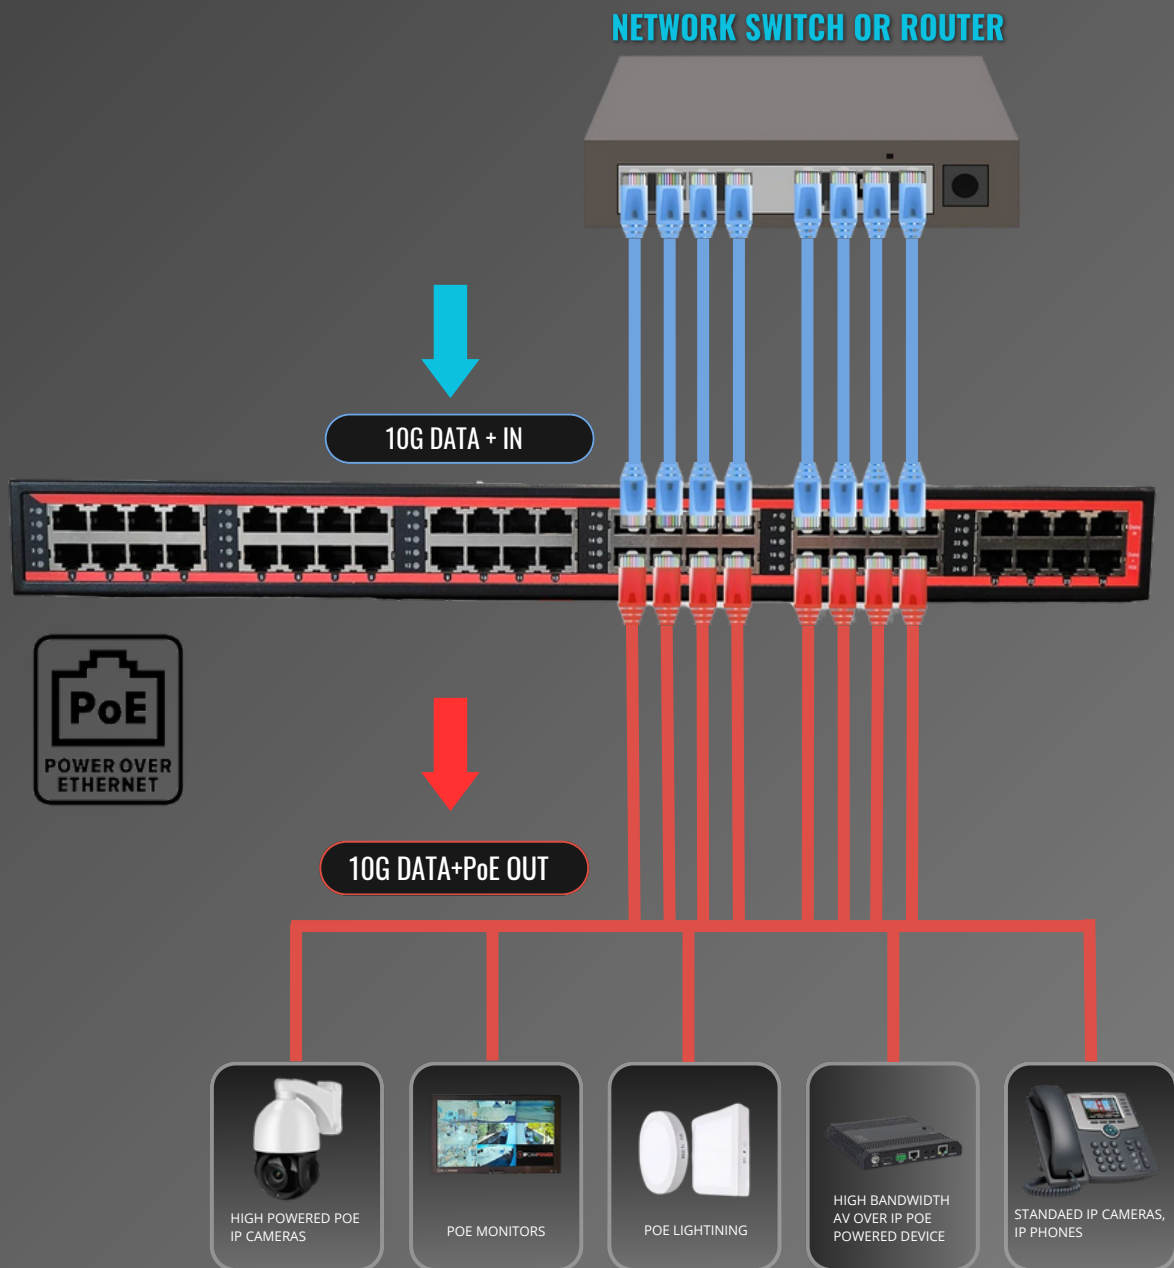 NETWORK SWITCH OR ROUTER
10G DATA + IN
PoE
POWER OVER
ETHERNET
10G DATA+PoE OUT
HIGH POWERED POE
IP CAMERAS
POE MONITORS
POE LIGHTINING
HIGH BANDWIDTH
AV OVER IP POE
POWERED DEVICE
STANDAED IP CAMERAS,
IP PHONES